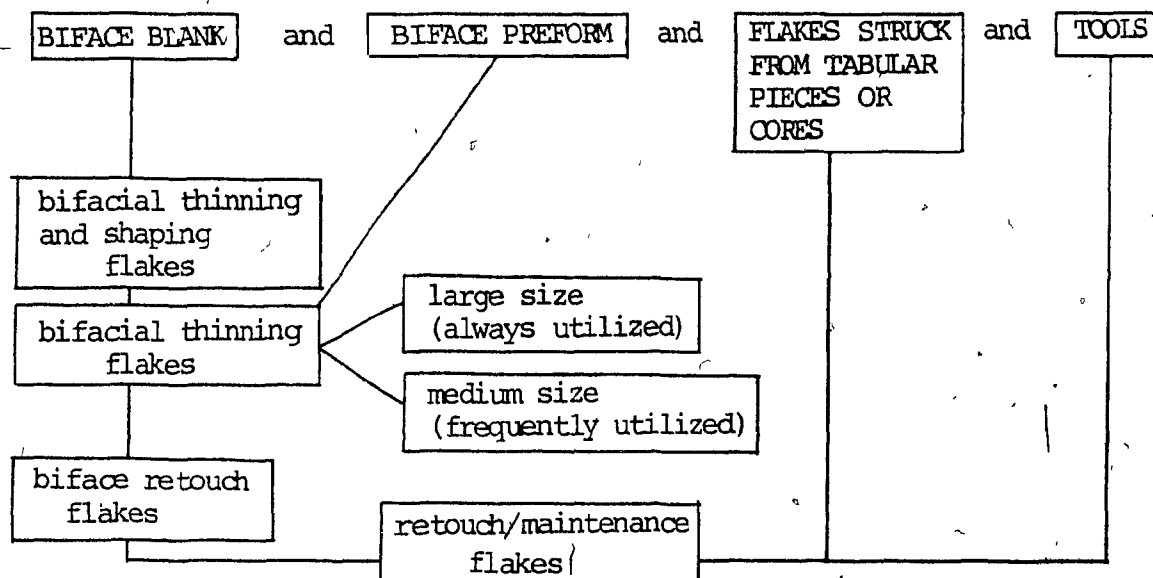 BIFACE BLANK and BIFACE PREFORM and FLAKES STRUCK and TOOLS
FROM TABULAR
PIECES OR
CORES
bifacial thinning
and shaping
flakes
bifacial thinning
flakes
large size
(always utilized)
medium size
(frequently utilized)
biface retouch
flakes
retouch/maintenance
flakes